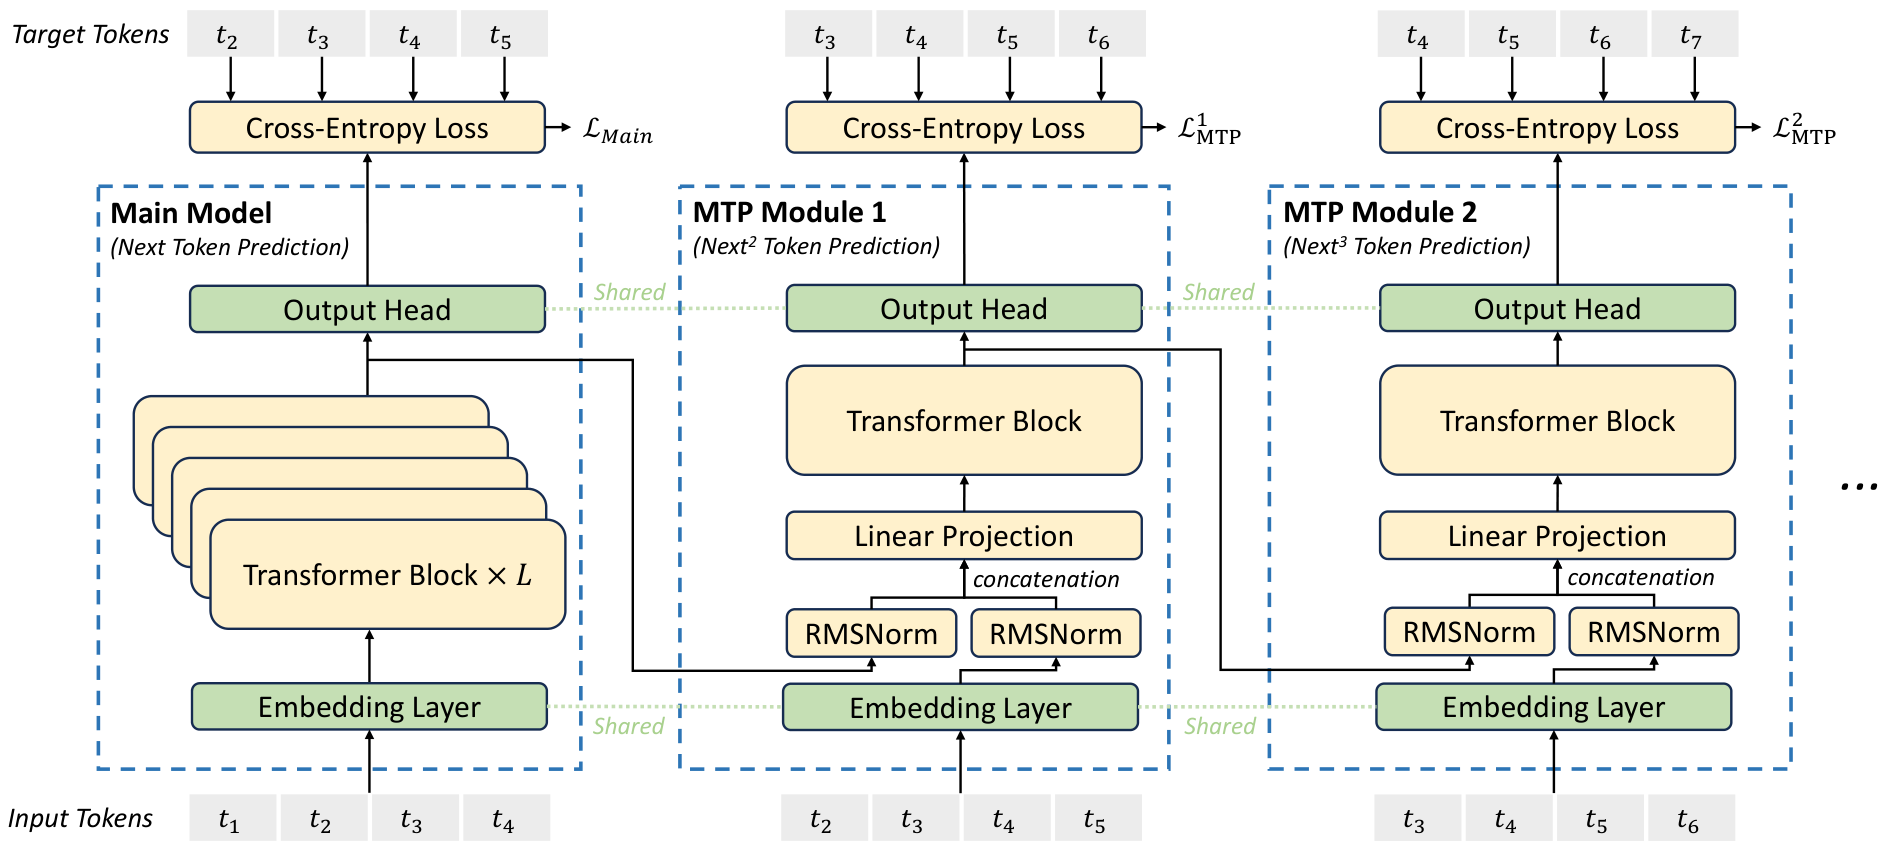 Target Tokens t₂ t₃ t₄ t₅ t₃ t₄ t₅ t₆ t₄ t₅ t₆ t₇
Cross-Entropy Loss ℒ_Main Cross-Entropy Loss ℒ¹_MTP Cross-Entropy Loss ℒ²_MTP
Main Model
(Next Token Prediction)
MTP Module 1
(Next² Token Prediction)
MTP Module 2
(Next³ Token Prediction)
Output Head Shared Output Head Shared Output Head
Transformer Block Transformer Block
...
Linear Projection Linear Projection
Transformer Block × L concatenation concatenation
RMSNorm RMSNorm RMSNorm RMSNorm
Embedding Layer Shared Embedding Layer Shared Embedding Layer
Input Tokens t₁ t₂ t₃ t₄ t₂ t₃ t₄ t₅ t₃ t₄ t₅ t₆